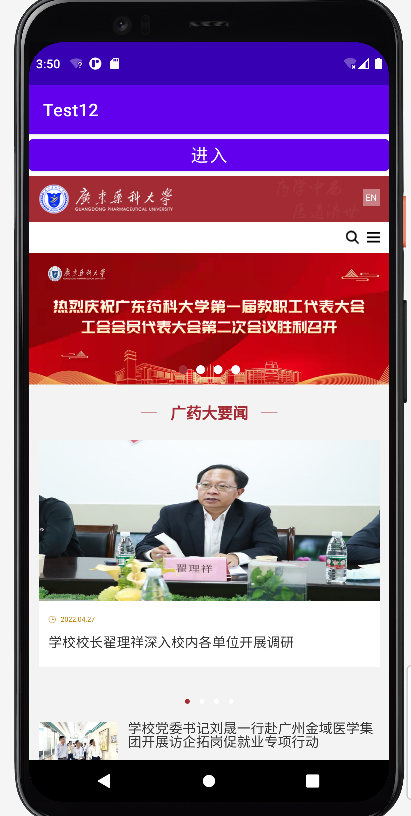 3:50
Test12
进入
廣东药科大学
GUANGDONG PHARMACEUTICAL UNIVERSITY
EN
廣东药科大学
热烈庆祝广东药科大学第一届教职工代表大会
工会会员代表大会第二次会议胜利召开
广药大要闻
翟理祥
2022.04.27
学校校长翟理祥深入校内各单位开展调研
学校党委书记刘晟一行赴广州金域医学集
团开展访企拓岗促就业专项行动